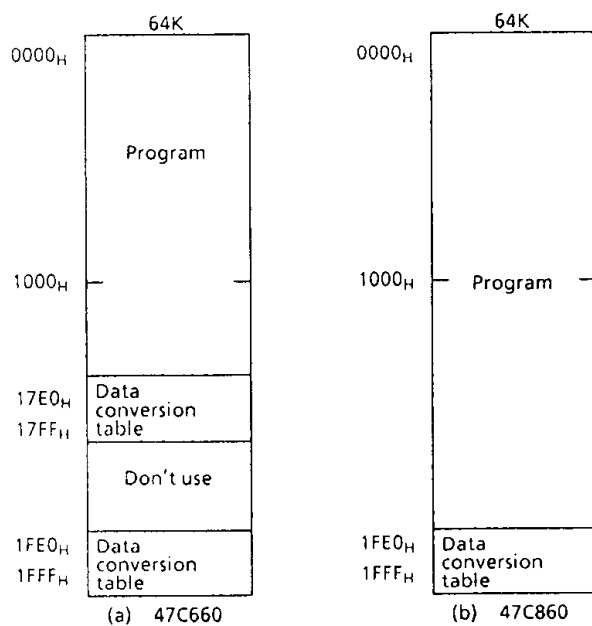 64K
0000H
Program
1000H
17E0H
17FFH
Data
conversion
table
Don't use
1FE0H
1FFFH
Data
conversion
table
(a) 47C660
64K
0000H
1000H
Program
1FE0H
1FFFH
Data
conversion
table
(b) 47C860